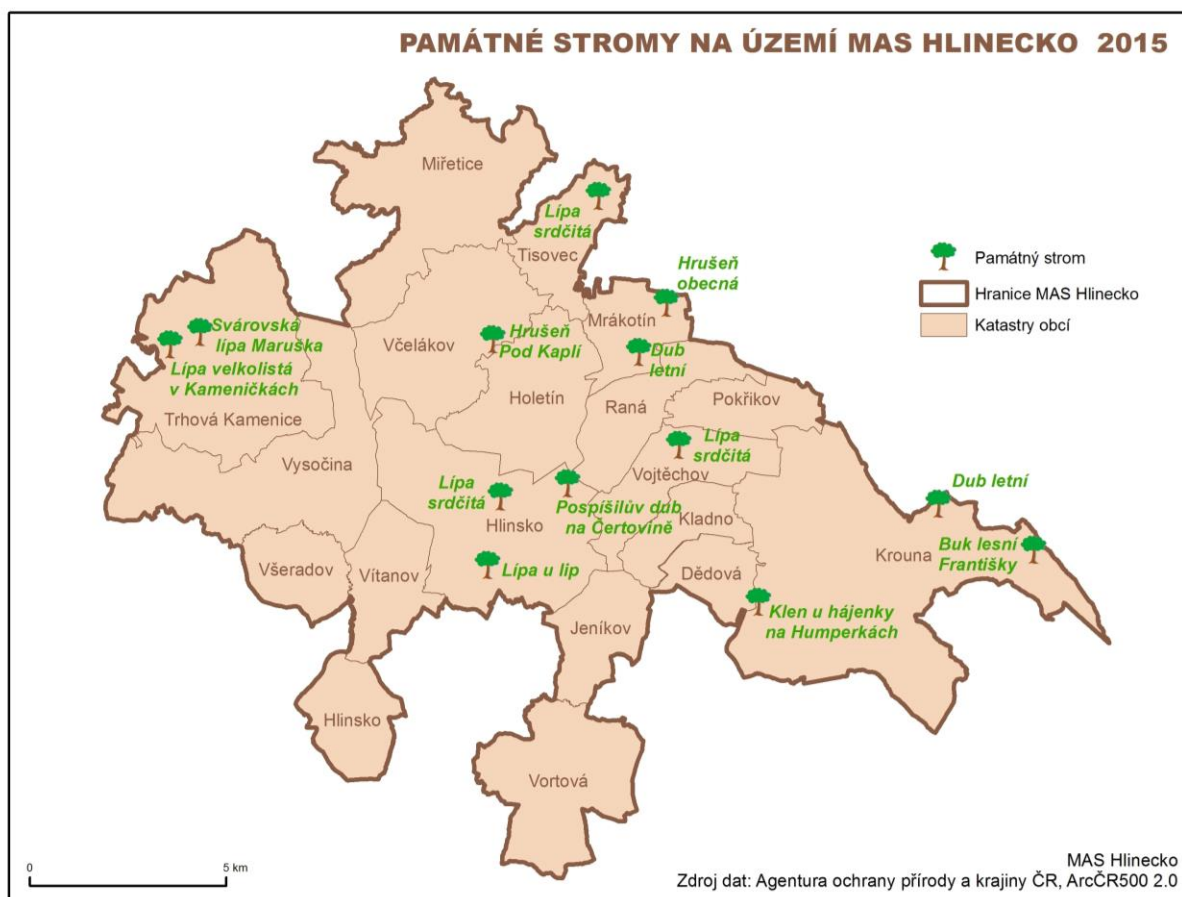 PAMÁTNÉ STROMY NA ÚZEMÍ MAS HLINECKO 2015
Miřetice
Lípa
srdčitá
Tisovec
Hrušeň
obecná
Mrákotín
Památný strom
Hranice MAS Hlinecko
Katastry obcí
Svárovská
lípa Maruška
Lípa velkolistá
v Kameničkách
Trhová Kamenice
Včelákov
Hrušeň
Pod Kaplí
Holetín
Dub
letní
Raná
Pokřikov
Vysočina
Lípa
srdčitá
Vojtěchov
Lípa
srdčitá
Hlinsko
Pospíšilův dub
na Čertovině
Kladno
Dub letní
Krouna
Buk lesní
Františky
Všeradov
Vítanov
Lípa u lip
Dědová
Klen u hájenky
na Humperkách
Jeníkov
Hlinsko
Vortová
0 5 km
MAS Hlinecko
Zdroj dat: Agentura ochrany přírody a krajiny ČR, ArcČR500 2.0